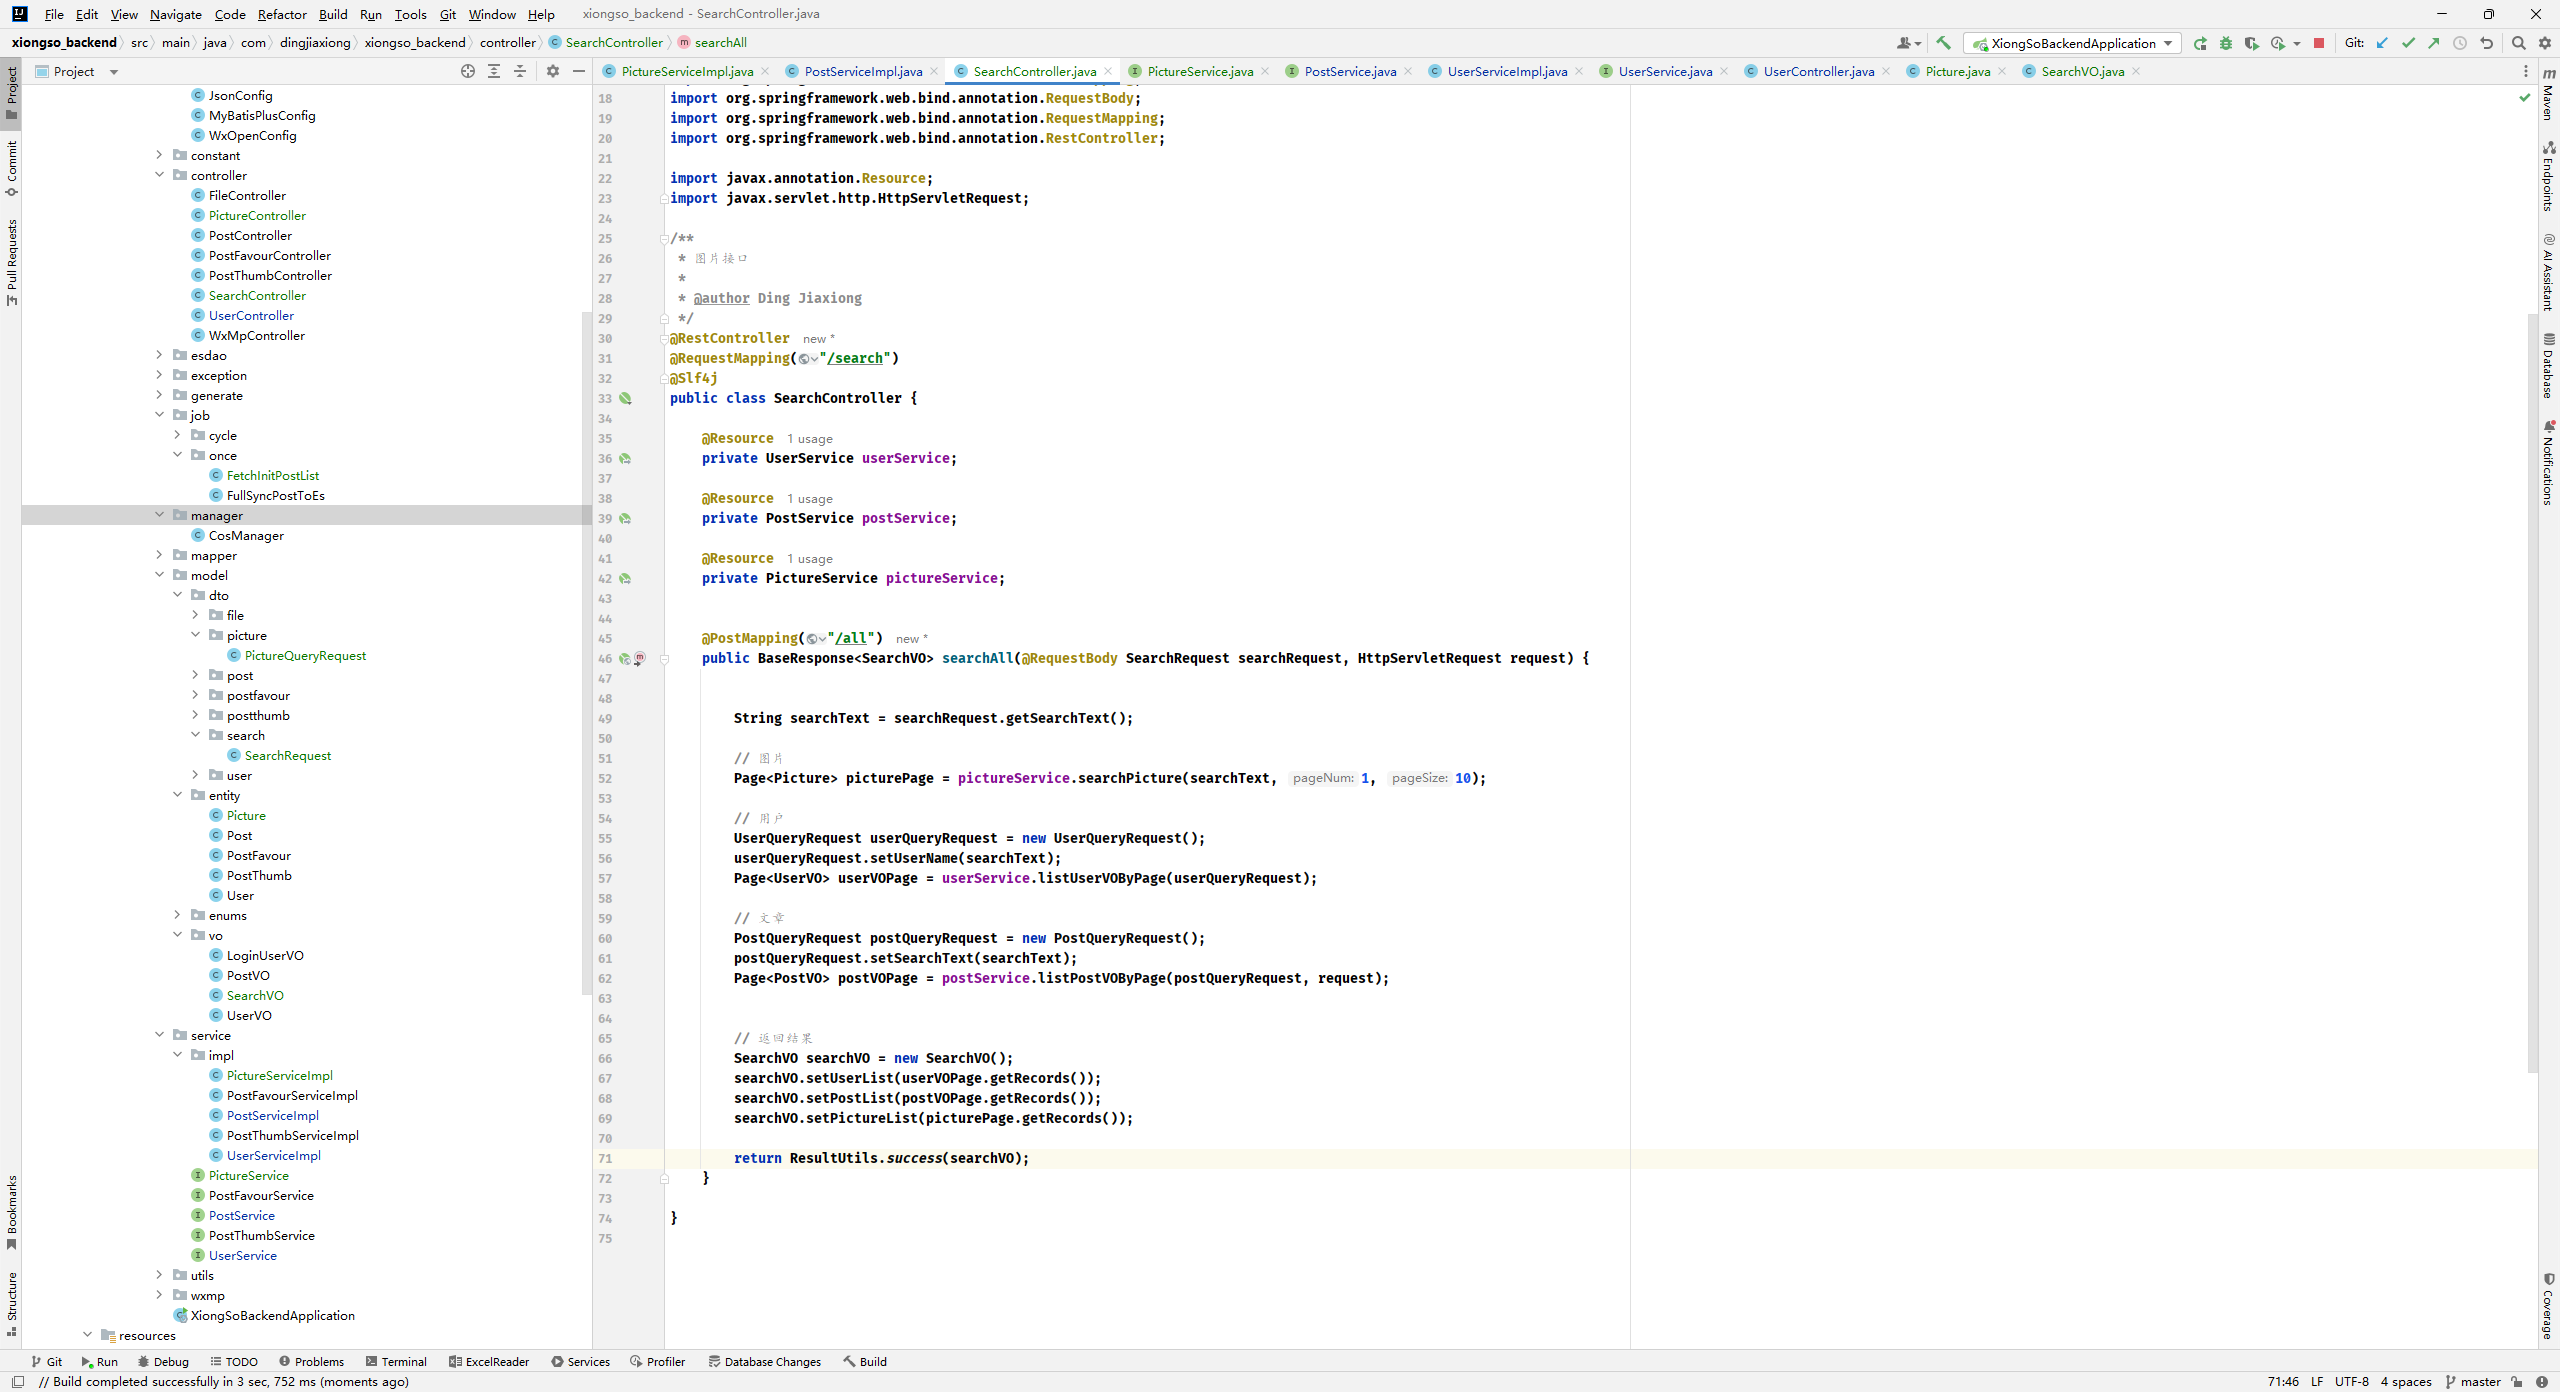 File Edit View Navigate Code Refactor Build Run Tools Git Window Help xiongso_backend - SearchController.java
xiongso_backend src main java com dingjiaxiong xiongso_backend controller SearchController searchAll
XiongSoBackendApplication
Git:
Project
PictureServiceImpl.java PostServiceImpl.java SearchController.java PictureService.java PostService.java UserServiceImpl.java UserService.java UserController.java Picture.java SearchVO.java
Project
Commit
Pull Requests
Bookmarks
Structure
JsonConfig
MyBatisPlusConfig
WxOpenConfig
constant
controller
FileController
PictureController
PostController
PostFavourController
PostThumbController
SearchController
UserController
WxMpController
esdao
exception
generate
job
cycle
once
FetchInitPostList
FullSyncPostToEs
manager
CosManager
mapper
model
dto
file
picture
PictureQueryRequest
post
postfavour
postthumb
search
SearchRequest
user
entity
Picture
Post
PostFavour
PostThumb
User
enums
vo
LoginUserVO
PostVO
SearchVO
UserVO
service
impl
PictureServiceImpl
PostFavourServiceImpl
PostServiceImpl
PostThumbServiceImpl
UserServiceImpl
PictureService
PostFavourService
PostService
PostThumbService
UserService
utils
wxmp
XiongSoBackendApplication
resources
18 import org.springframework.web.bind.annotation.RequestBody;
19 import org.springframework.web.bind.annotation.RequestMapping;
20 import org.springframework.web.bind.annotation.RestController;
21
22 import javax.annotation.Resource;
23 import javax.servlet.http.HttpServletRequest;
24
25 /**
26 * 图片接口
27 *
28 * @author Ding Jiaxiong
29 */
30 @RestController new *
31 @RequestMapping("/search")
32 @Slf4j
33 public class SearchController {
34
35 @Resource 1 usage
36 private UserService userService;
37
38 @Resource 1 usage
39 private PostService postService;
40
41 @Resource 1 usage
42 private PictureService pictureService;
43
44
45 @PostMapping("/all") new *
46 public BaseResponse<SearchVO> searchAll(@RequestBody SearchRequest searchRequest, HttpServletRequest request) {
47
48
49 String searchText = searchRequest.getSearchText();
50
51 // 图片
52 Page<Picture> picturePage = pictureService.searchPicture(searchText, pageNum: 1, pageSize: 10);
53
54 // 用户
55 UserQueryRequest userQueryRequest = new UserQueryRequest();
56 userQueryRequest.setUserName(searchText);
57 Page<UserVO> userVOPage = userService.listUserVOByPage(userQueryRequest);
58
59 // 文章
60 PostQueryRequest postQueryRequest = new PostQueryRequest();
61 postQueryRequest.setSearchText(searchText);
62 Page<PostVO> postVOPage = postService.listPostVOByPage(postQueryRequest, request);
63
64
65 // 返回结果
66 SearchVO searchVO = new SearchVO();
67 searchVO.setUserList(userVOPage.getRecords());
68 searchVO.setPostList(postVOPage.getRecords());
69 searchVO.setPictureList(picturePage.getRecords());
70
71 return ResultUtils.success(searchVO);
72 }
73
74 }
75
Maven
Endpoints
AI Assistant
Database
Notifications
Coverage
Git Run Debug TODO Problems Terminal ExcelReader Services Profiler Database Changes Build
// Build completed successfully in 3 sec, 752 ms (moments ago) 71:46 LF UTF-8 4 spaces master